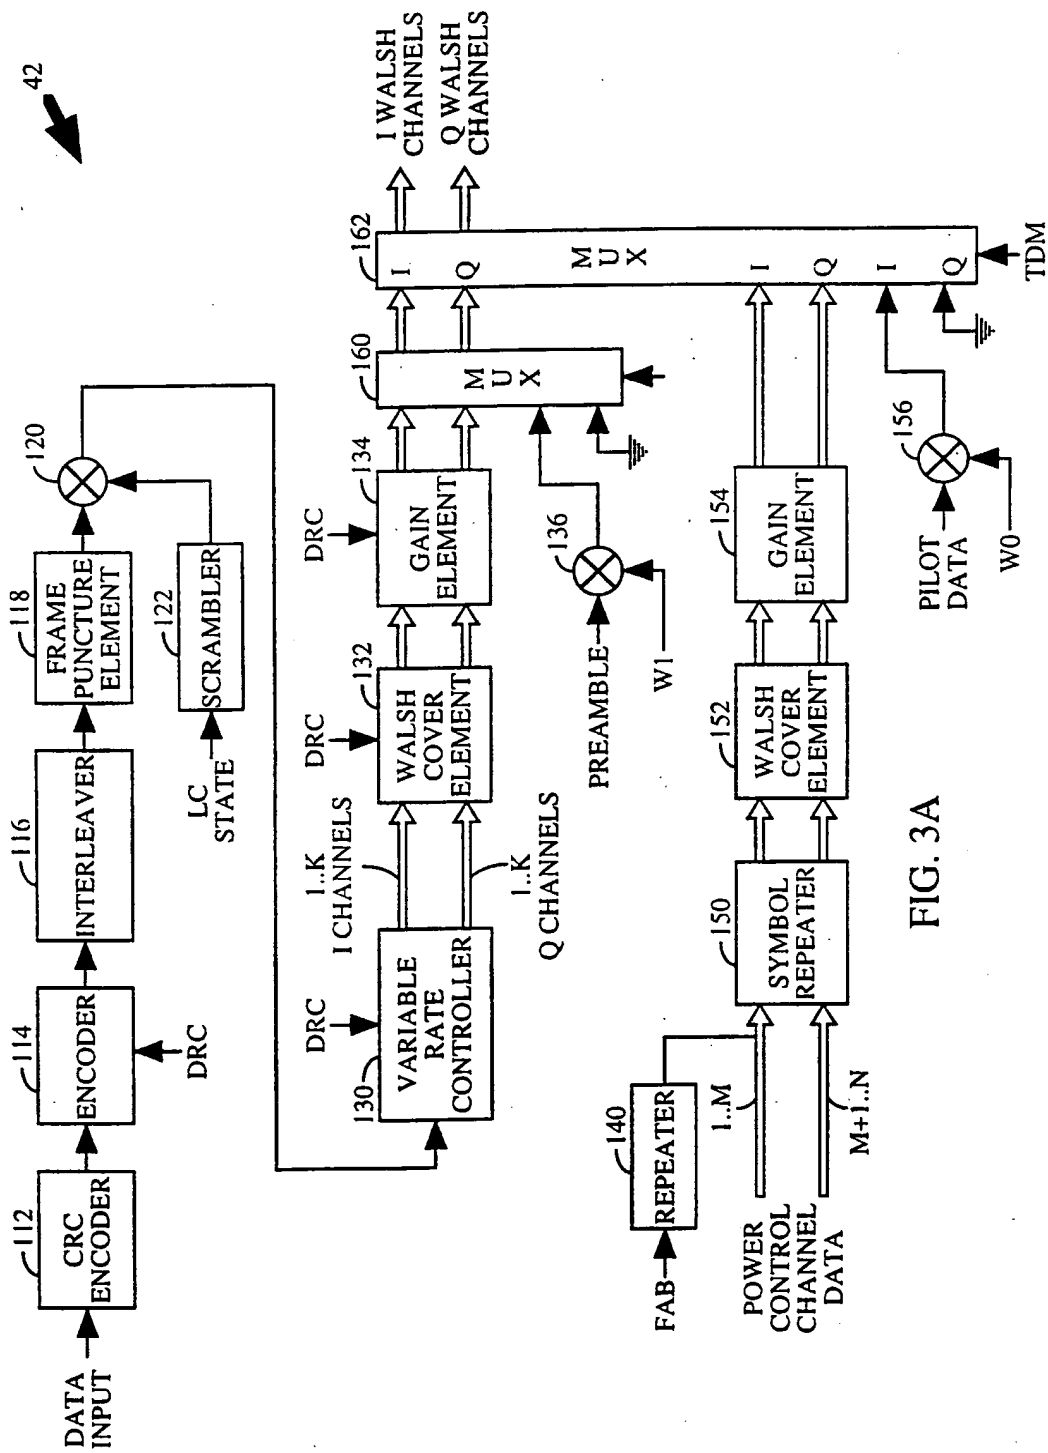 42
DATA
INPUT
112
CRC
ENCODER
114
ENCODER
DRC
116
INTERLEAVER
118
FRAME
PUNCTURE
ELEMENT
120
122
SCRAMBLER
LC
STATE
DRC
130
VARIABLE
RATE
CONTROLLER
1..K
I CHANNELS
1..K
Q CHANNELS
DRC
132
WALSH
COVER
ELEMENT
DRC
134
GAIN
ELEMENT
PREAMBLE
136
W1
160
MUX
162
I
Q
MUX
I
Q
I
Q
TDM
I WALSH
CHANNELS
Q WALSH
CHANNELS
FAB
140
REPEATER
POWER
CONTROL
CHANNEL
DATA
1..M
M+1..N
150
SYMBOL
REPEATER
152
WALSH
COVER
ELEMENT
154
GAIN
ELEMENT
PILOT
DATA
156
W0
FIG. 3A